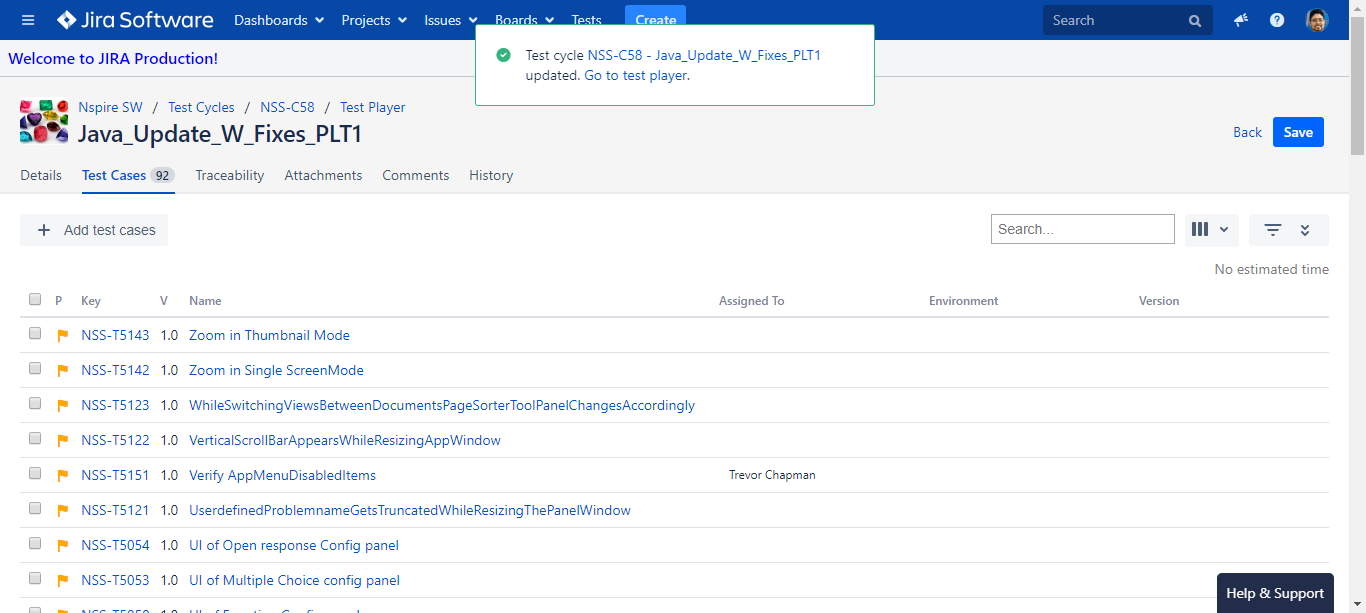 Jira Software Dashboards Projects Issues Boards Tests Create Search
Test cycle NSS-C58 - Java_Update_W_Fixes_PLT1
updated. Go to test player.
Welcome to JIRA Production!
Nspire SW / Test Cycles / NSS-C58 / Test Player
Java_Update_W_Fixes_PLT1
Back Save
Details Test Cases 92 Traceability Attachments Comments History
+ Add test cases Search...
No estimated time
P Key V Name Assigned To Environment Version
NSS-T5143 1.0 Zoom in Thumbnail Mode
NSS-T5142 1.0 Zoom in Single ScreenMode
NSS-T5123 1.0 WhileSwitchingViewsBetweenDocumentsPageSorterToolPanelChangesAccordingly
NSS-T5122 1.0 VerticalScrollBarAppearsWhileResizingAppWindow
NSS-T5151 1.0 Verify AppMenuDisabledItems Trevor Chapman
NSS-T5121 1.0 UserdefinedProblemnameGetsTruncatedWhileResizingThePanelWindow
NSS-T5054 1.0 UI of Open response Config panel
NSS-T5053 1.0 UI of Multiple Choice config panel
Help & Support